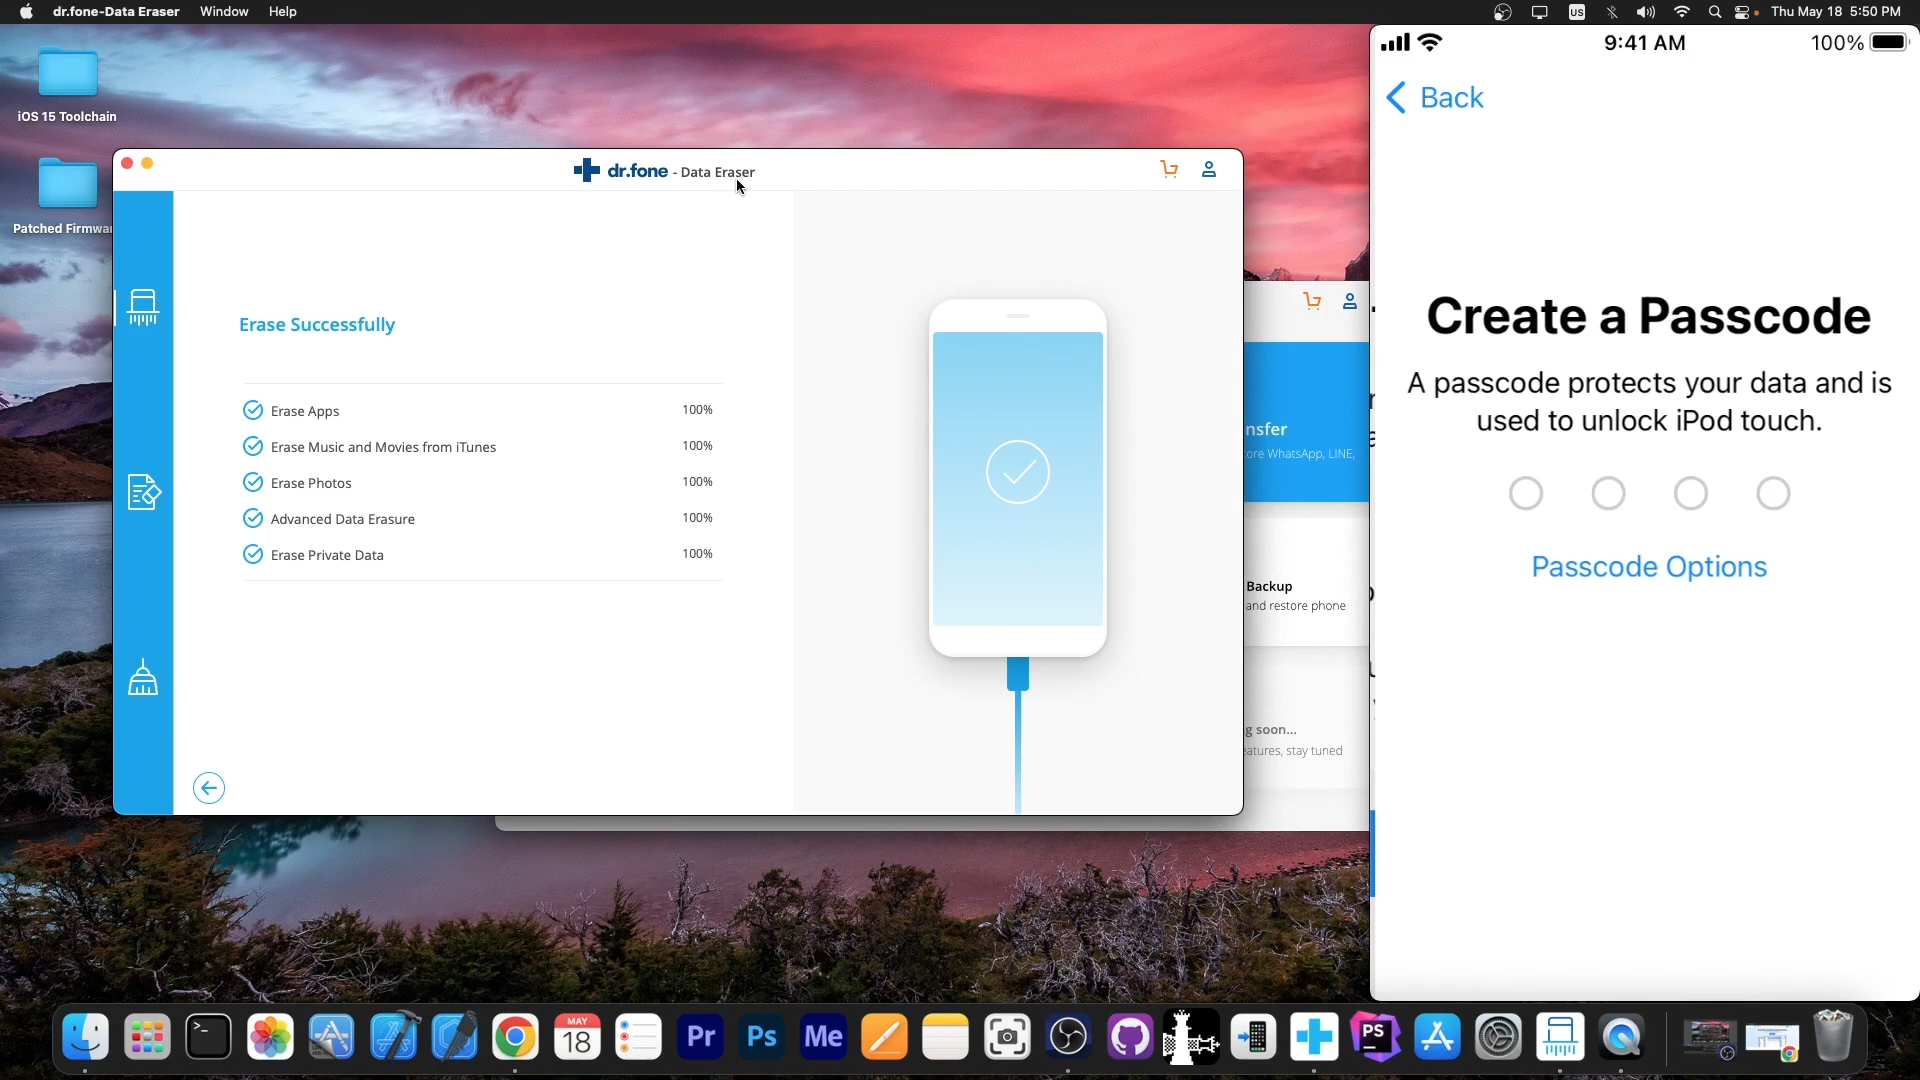 dr.fone-Data Eraser Window Help
US
Thu May 18 5:50 PM
iOS 15 Toolchain
Patched Firmwa
dr.fone - Data Eraser
Erase Successfully
Erase Apps 100%
Erase Music and Movies from iTunes 100%
Erase Photos 100%
Advanced Data Erasure 100%
Erase Private Data 100%
nsfer
ore WhatsApp, LINE,
Backup
and restore phone
g soon...
eatures, stay tuned
9:41 AM
100%
Back
Create a Passcode
A passcode protects your data and is
used to unlock iPod touch.
Passcode Options
>_
MAY
18
Pr
Ps
Me
PS